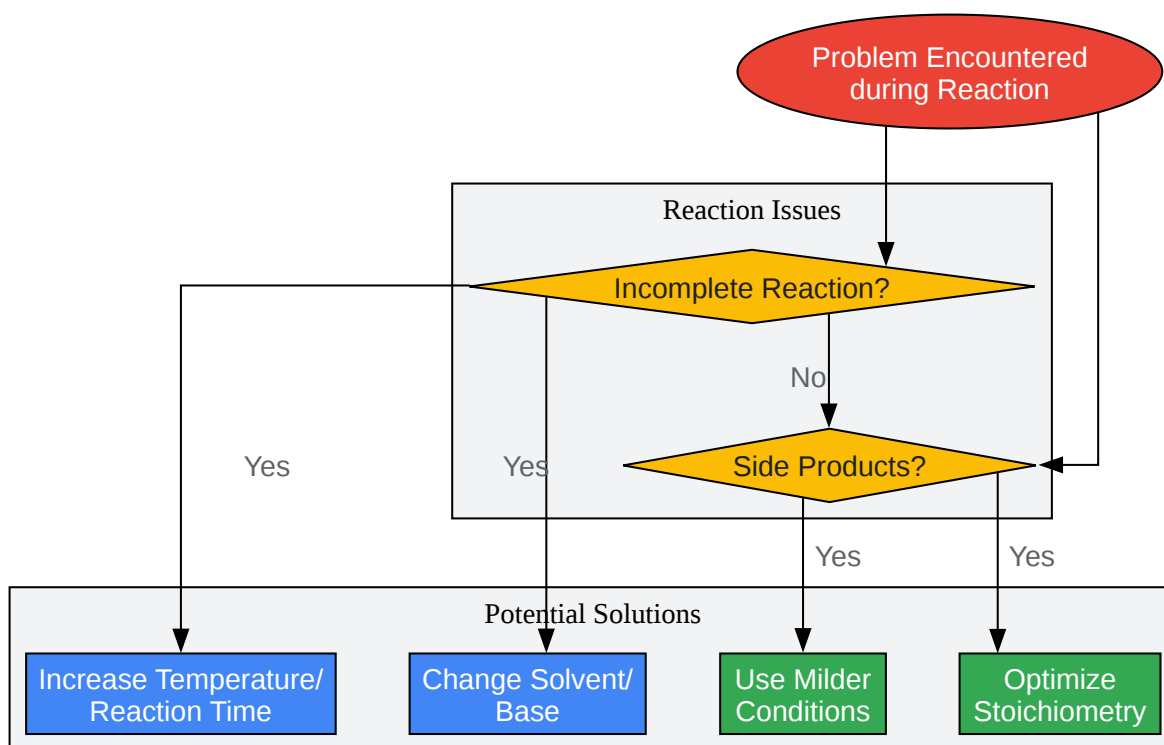 Problem Encountered
during Reaction
Reaction Issues
Incomplete Reaction?
No
Yes
Yes
Side Products?
Yes
Yes
Potential Solutions
Increase Temperature/
Reaction Time
Change Solvent/
Base
Use Milder
Conditions
Optimize
Stoichiometry